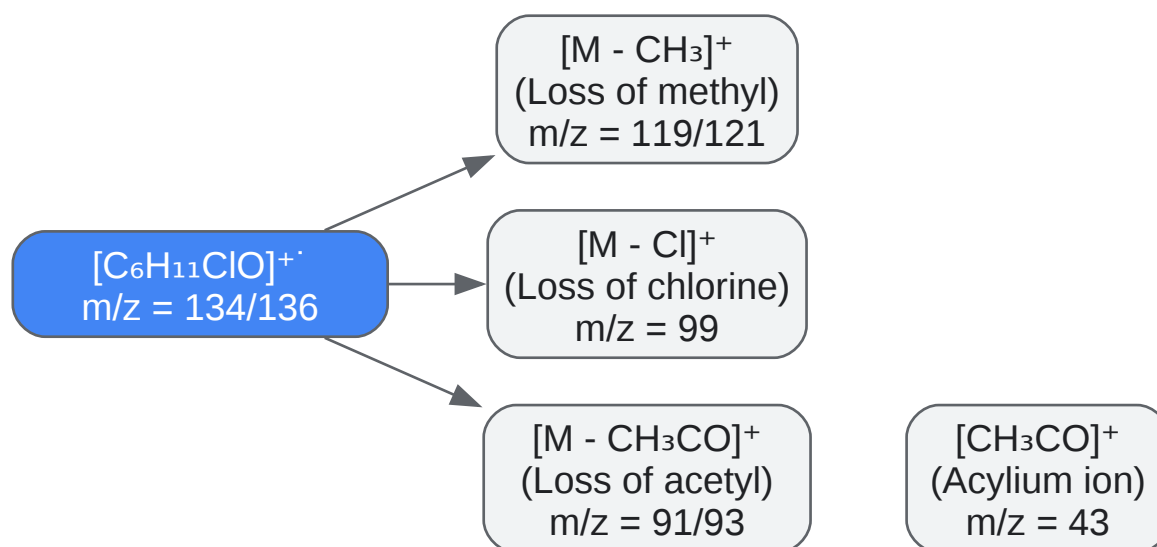 [M - CH₃]⁺
(Loss of methyl)
m/z = 119/121
[C₆H₁₁ClO]⁺˙
m/z = 134/136
[M - Cl]⁺
(Loss of chlorine)
m/z = 99
[M - CH₃CO]⁺
(Loss of acetyl)
m/z = 91/93
[CH₃CO]⁺
(Acylium ion)
m/z = 43